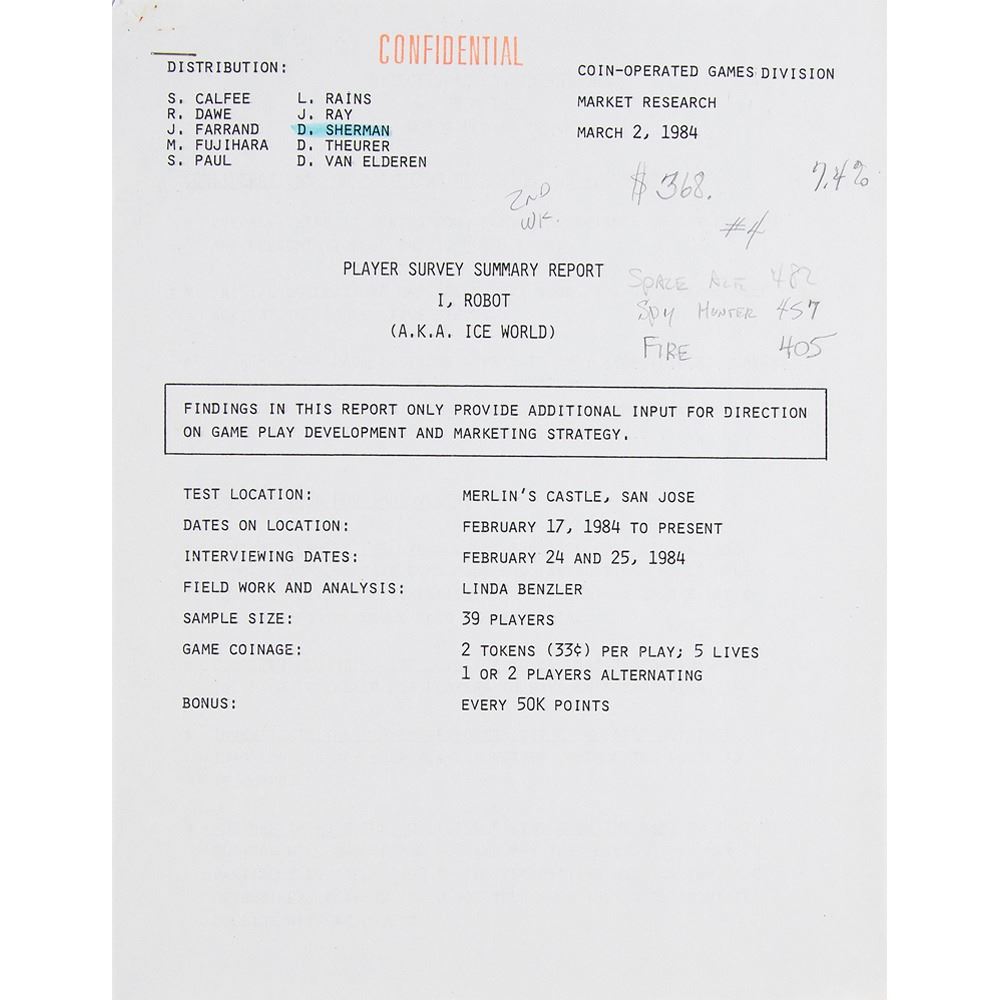 CONFIDENTIAL
DISTRIBUTION:
S. CALFEE L. RAINS
R. DAWE J. RAY
J. FARRAND D. SHERMAN
M. FUJIHARA D. THEURER
S. PAUL D. VAN ELDEREN
COIN-OPERATED GAMES DIVISION
MARKET RESEARCH
MARCH 2, 1984
2ND
WK.
$368.
7.4%
#4
PLAYER SURVEY SUMMARY REPORT
I, ROBOT
(A.K.A. ICE WORLD)
SPACE ACE 482
SPY HUNTER 457
FIRE 405
FINDINGS IN THIS REPORT ONLY PROVIDE ADDITIONAL INPUT FOR DIRECTION
ON GAME PLAY DEVELOPMENT AND MARKETING STRATEGY.
TEST LOCATION: MERLIN'S CASTLE, SAN JOSE
DATES ON LOCATION: FEBRUARY 17, 1984 TO PRESENT
INTERVIEWING DATES: FEBRUARY 24 AND 25, 1984
FIELD WORK AND ANALYSIS: LINDA BENZLER
SAMPLE SIZE: 39 PLAYERS
GAME COINAGE: 2 TOKENS (33¢) PER PLAY; 5 LIVES
1 OR 2 PLAYERS ALTERNATING
BONUS: EVERY 50K POINTS